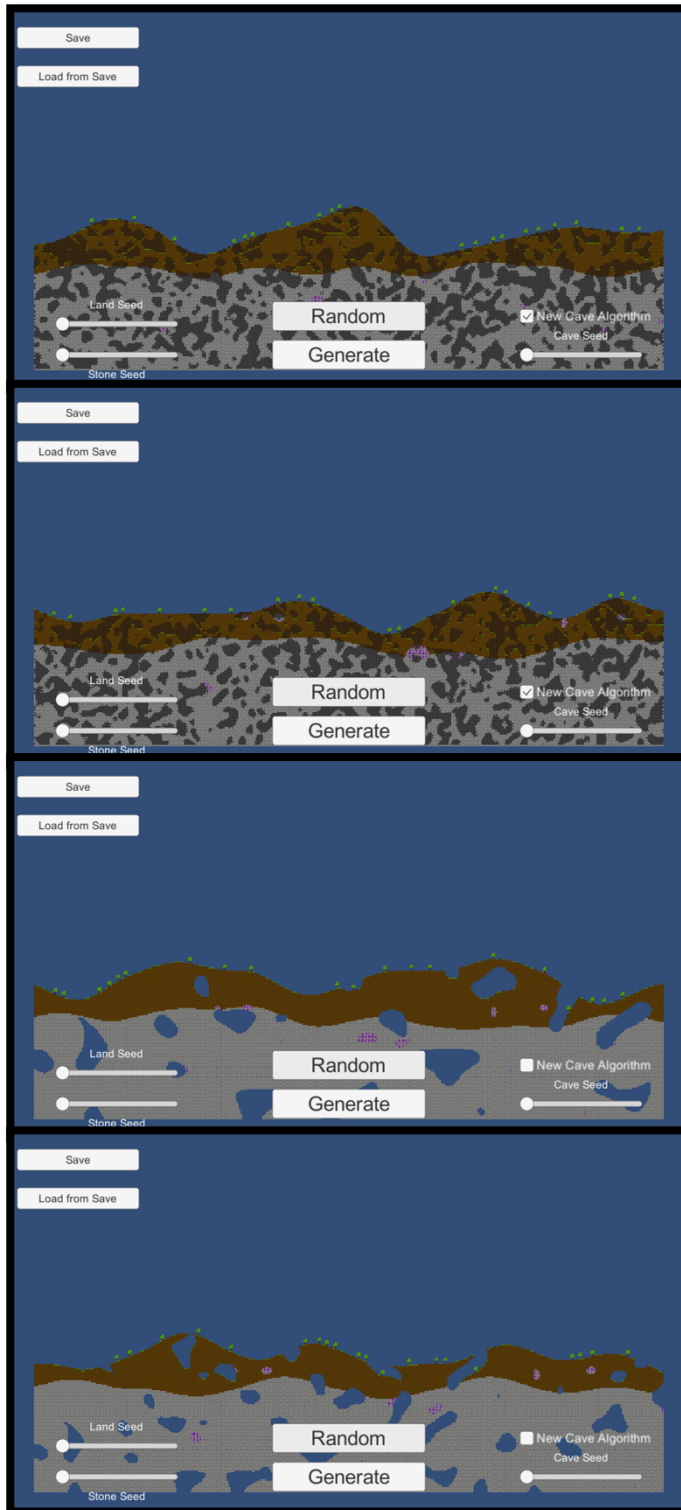 Save
Load from Save
Land Seed
Random
New Cave Algorithm
Cave Seed
Generate
Stone Seed
Save
Load from Save
Land Seed
Random
New Cave Algorithm
Cave Seed
Generate
Stone Seed
Save
Load from Save
Land Seed
Random
New Cave Algorithm
Cave Seed
Generate
Stone Seed
Save
Load from Save
Land Seed
Random
New Cave Algorithm
Cave Seed
Generate
Stone Seed